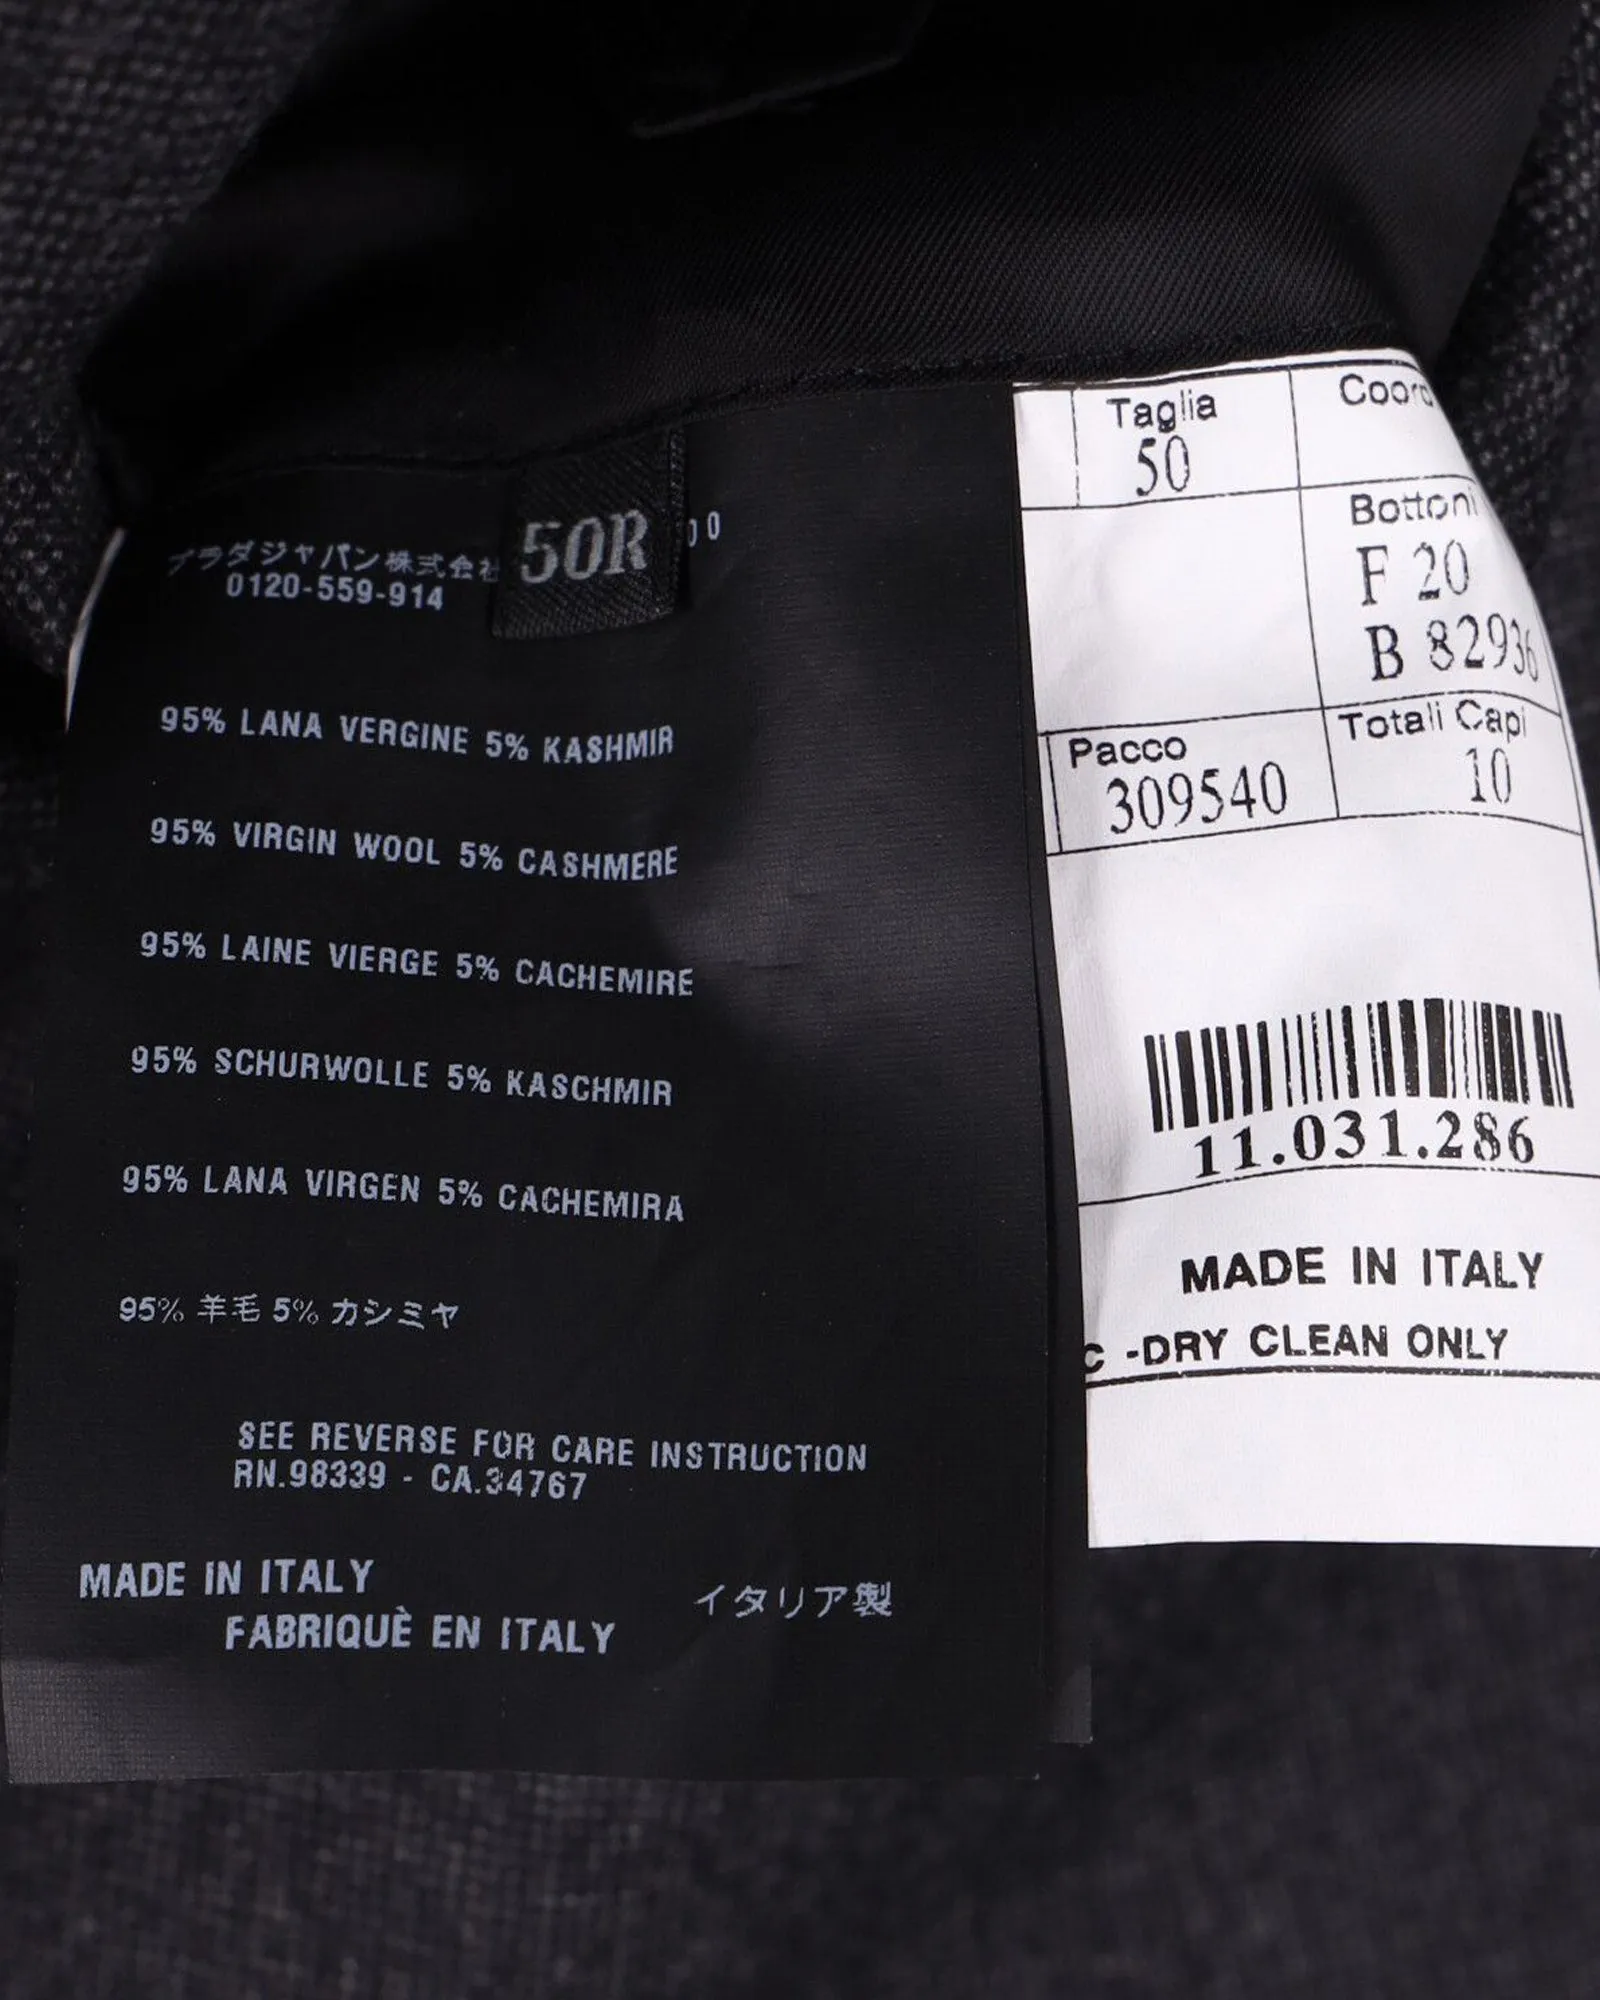 プラダジャパン株式会社
0120-559-914
50R
00
95% LANA VERGINE 5% KASHMIR
95% VIRGIN WOOL 5% CASHMERE
95% LAINE VIERGE 5% CACHEMIRE
95% SCHURWOLLE 5% KASCHMIR
95% LANA VIRGEN 5% CACHEMIRA
95% 羊毛 5% カシミヤ
SEE REVERSE FOR CARE INSTRUCTION
RN.98339 - CA.34767
MADE IN ITALY
FABRIQUÈ EN ITALY
イタリア製
Taglia
50
Bottoni
F 20
B 82936
Pacco
309540
Totali Capi
10
11.031.286
MADE IN ITALY
C -DRY CLEAN ONLY